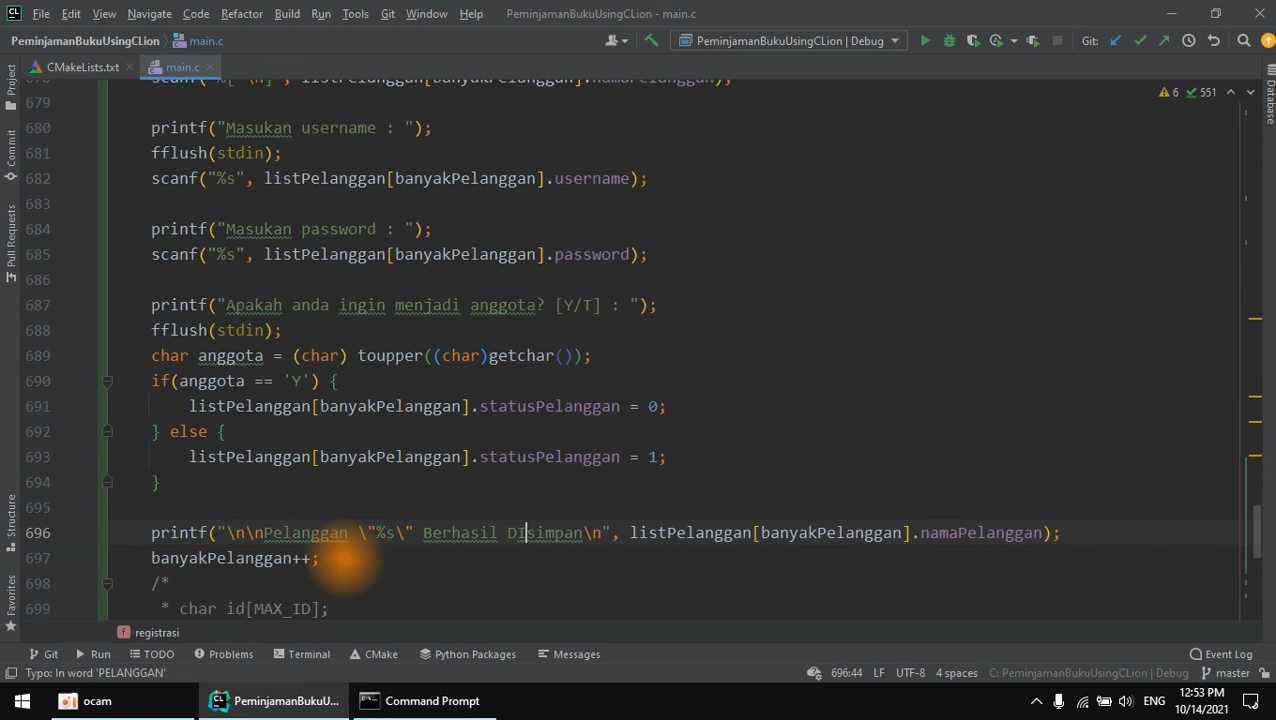 File Edit View Navigate Code Refactor Build Run Tools Git Window Help PeminjamanBukuUsingCLion - main.c
PeminjamanBukuUsingCLion main.c PeminjamanBukuUsingCLion | Debug Git:
CMakeLists.txt main.c
6 551
679
680 printf("Masukan username : ");
681 fflush(stdin);
682 scanf("%s", listPelanggan[banyakPelanggan].username);
683
684 printf("Masukan password : ");
685 scanf("%s", listPelanggan[banyakPelanggan].password);
686
687 printf("Apakah anda ingin menjadi anggota? [Y/T] : ");
688 fflush(stdin);
689 char anggota = (char) toupper((char)getchar());
690 if(anggota == 'Y') {
691 listPelanggan[banyakPelanggan].statusPelanggan = 0;
692 } else {
693 listPelanggan[banyakPelanggan].statusPelanggan = 1;
694 }
695
696 printf("\n\nPelanggan \"%s\" Berhasil DIsimpan\n", listPelanggan[banyakPelanggan].namaPelanggan);
697 banyakPelanggan++;
698 /*
699 * char id[MAX_ID];
Project
Commit
Pull Requests
Structure
Favorites
Database
f registrasi
Git Run TODO Problems Terminal CMake Python Packages Messages Event Log
Typo: In word 'PELANGGAN' 696:44 LF UTF-8 4 spaces C: PeminjamanBukuUsingCLion | Debug master
ocam PeminjamanBukuU... Command Prompt ENG 12:53 PM
10/14/2021